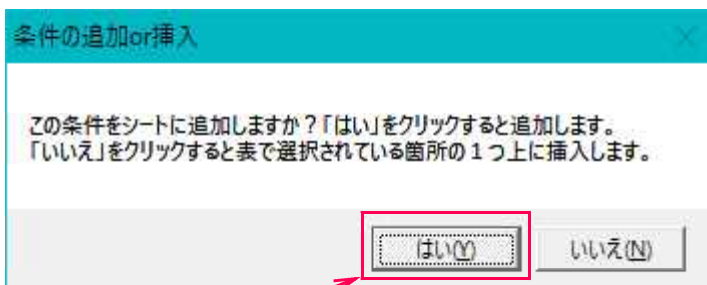 条件の追加or挿入
この条件をシートに追加しますか？「はい」をクリックすると追加します。
「いいえ」をクリックすると表で選択されている箇所の１つ上に挿入します。
はい(Y)
いいえ(N)